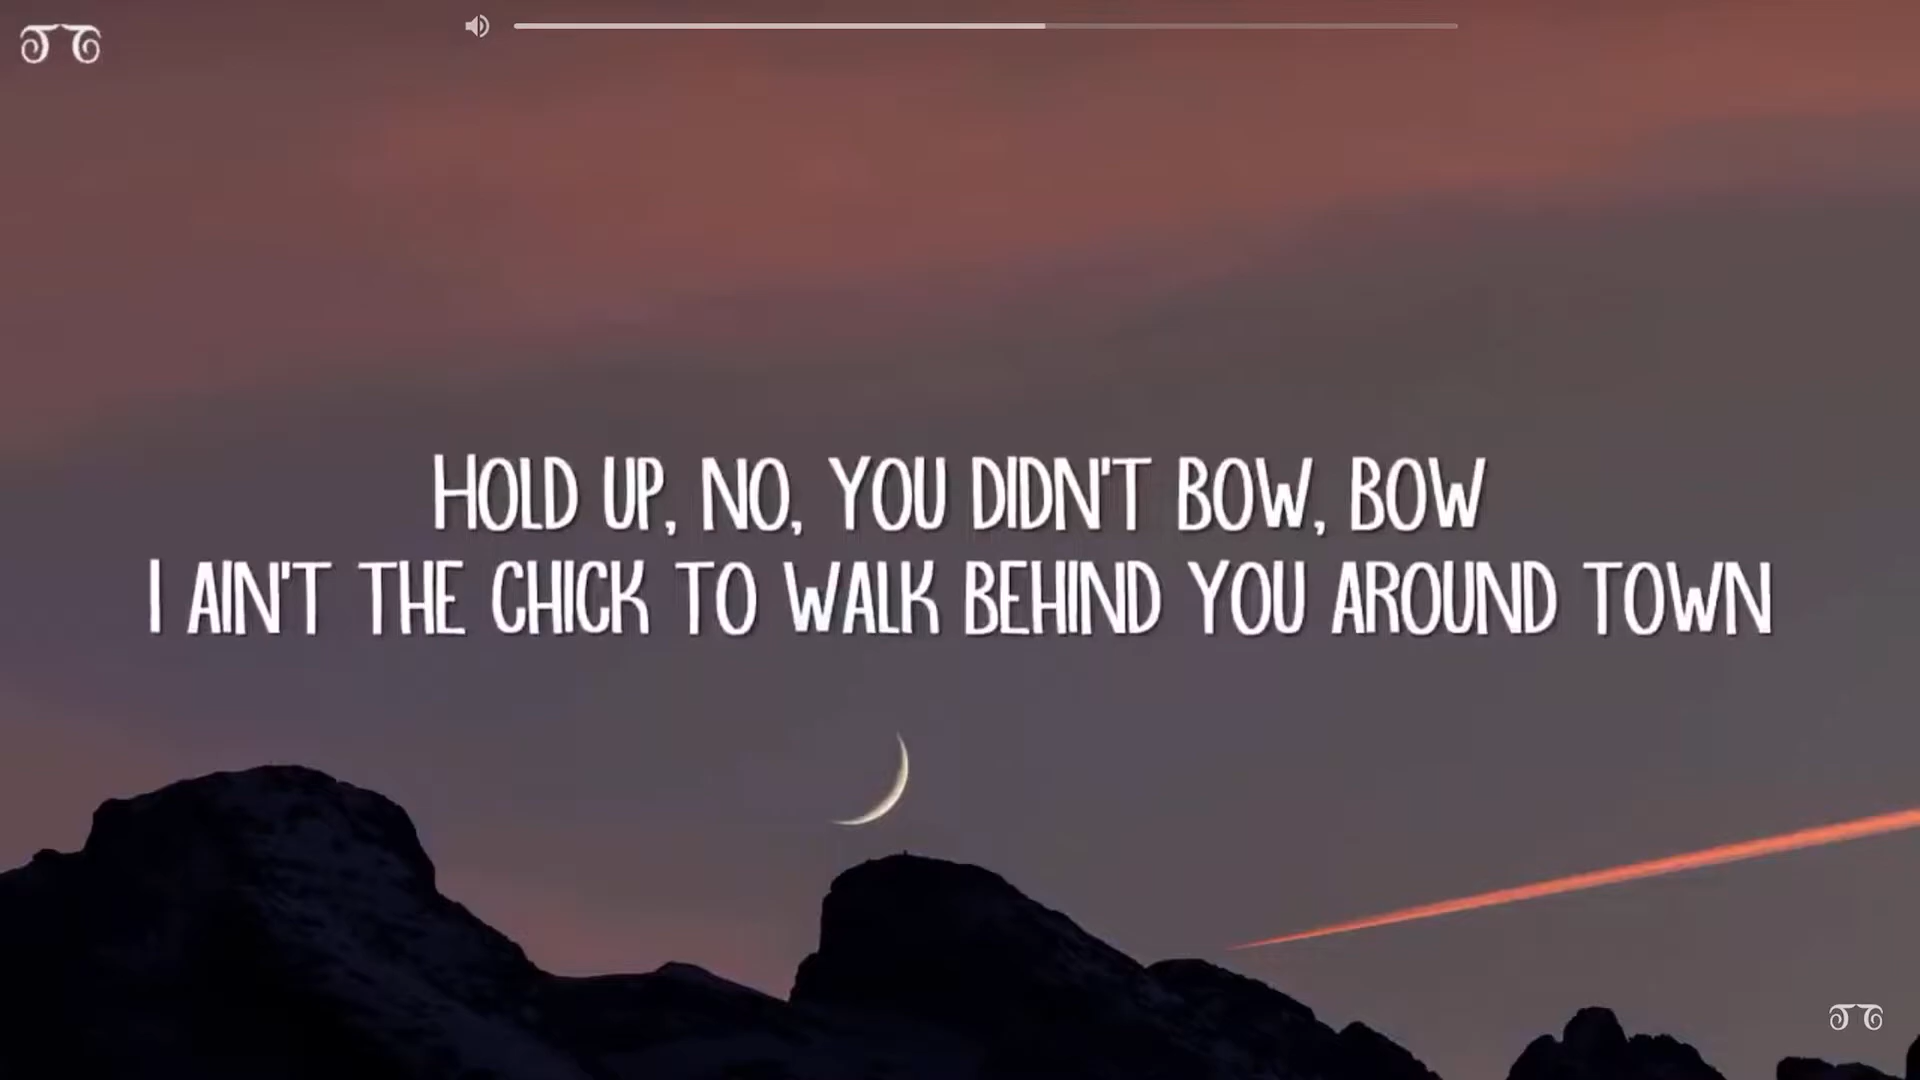 HOLD UP, NO, YOU DIDN'T BOW, BOW
I AIN'T THE CHICK TO WALK BEHIND YOU AROUND TOWN